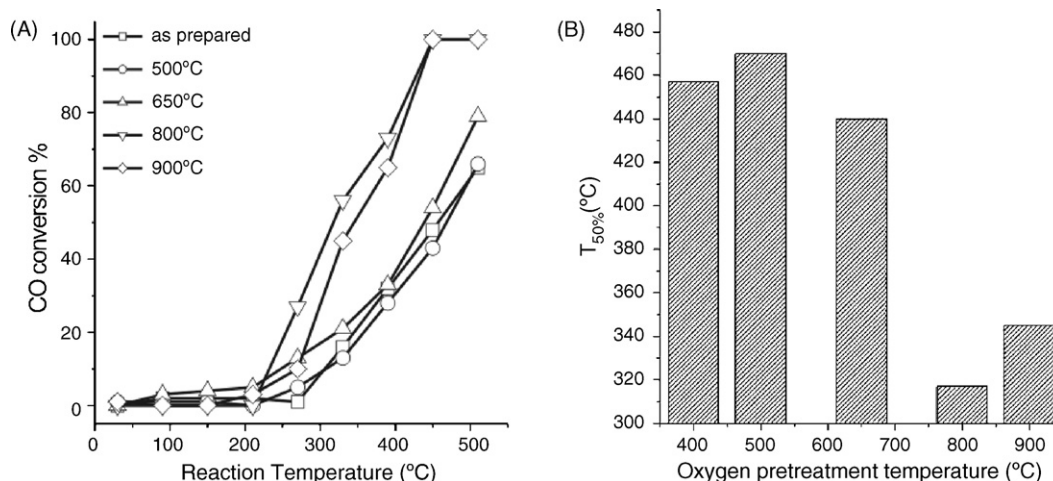 (A)
as prepared
500ºC
650ºC
800ºC
900ºC
100
80
60
40
20
0
CO conversion %
0 100 200 300 400 500
Reaction Temperature (ºC)
(B)
480
460
440
420
400
380
360
340
320
300
T50%(ºC)
400 500 600 700 800 900
Oxygen pretreatment temperature (ºC)